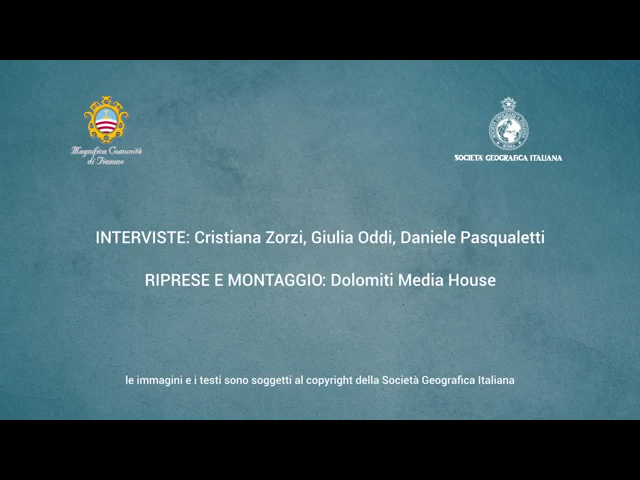 Magnifica Comunità
di Fiemme
SOCIETÀ GEOGRAFICA ITALIANA
INTERVISTE: Cristiana Zorzi, Giulia Oddi, Daniele Pasqualetti
RIPRESE E MONTAGGIO: Dolomiti Media House
le immagini e i testi sono soggetti al copyright della Società Geografica Italiana